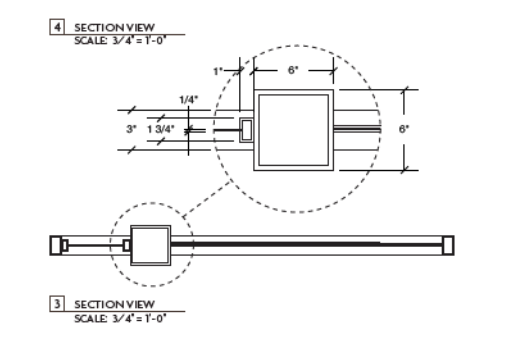 4 SECTION VIEW
SCALE: 3/4" = 1'-0"
1" 6"
1/4"
3" 1 3/4" 6"
3 SECTION VIEW
SCALE: 3/4" = 1'-0"